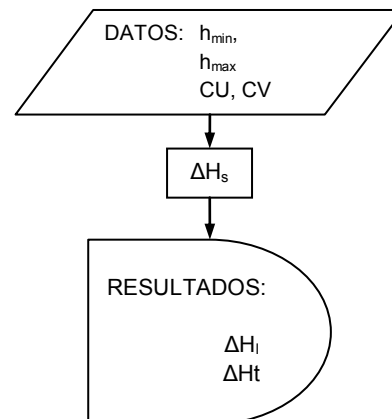 DATOS: hmin,
hmax
CU, CV
ΔHs
RESULTADOS:
ΔHl
ΔHt